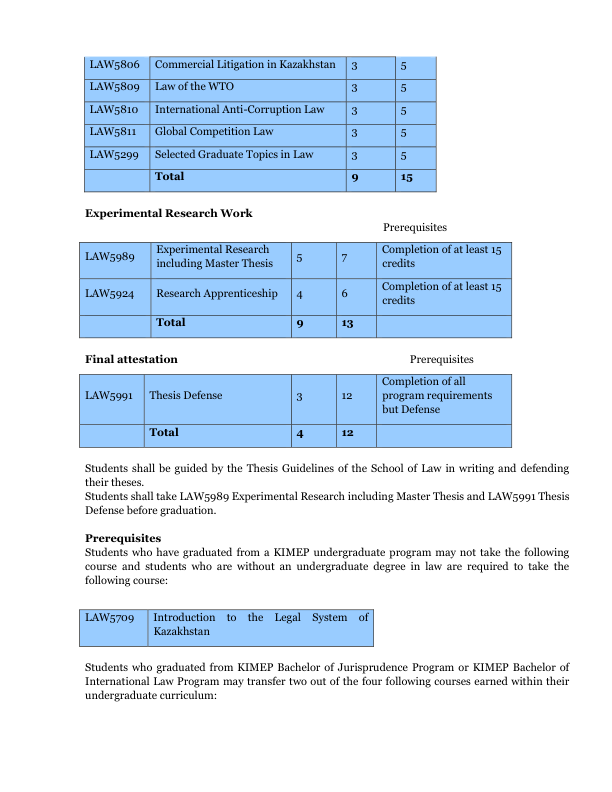 LAW5806 Commercial Litigation in Kazakhstan 3 5
LAW5809 Law of the WTO 3 5
LAW5810 International Anti-Corruption Law 3 5
LAW5811 Global Competition Law 3 5
LAW5299 Selected Graduate Topics in Law 3 5
Total 9 15
Experimental Research Work
Prerequisites
LAW5989 Experimental Research including Master Thesis 5 7 Completion of at least 15 credits
LAW5924 Research Apprenticeship 4 6 Completion of at least 15 credits
Total 9 13
Final attestation Prerequisites
LAW5991 Thesis Defense 3 12 Completion of all program requirements but Defense
Total 4 12
Students shall be guided by the Thesis Guidelines of the School of Law in writing and defending
their theses.
Students shall take LAW5989 Experimental Research including Master Thesis and LAW5991 Thesis
Defense before graduation.
Prerequisites
Students who have graduated from a KIMEP undergraduate program may not take the following
course and students who are without an undergraduate degree in law are required to take the
following course:
LAW5709 Introduction to the Legal System of
Kazakhstan
Students who graduated from KIMEP Bachelor of Jurisprudence Program or KIMEP Bachelor of
International Law Program may transfer two out of the four following courses earned within their
undergraduate curriculum: